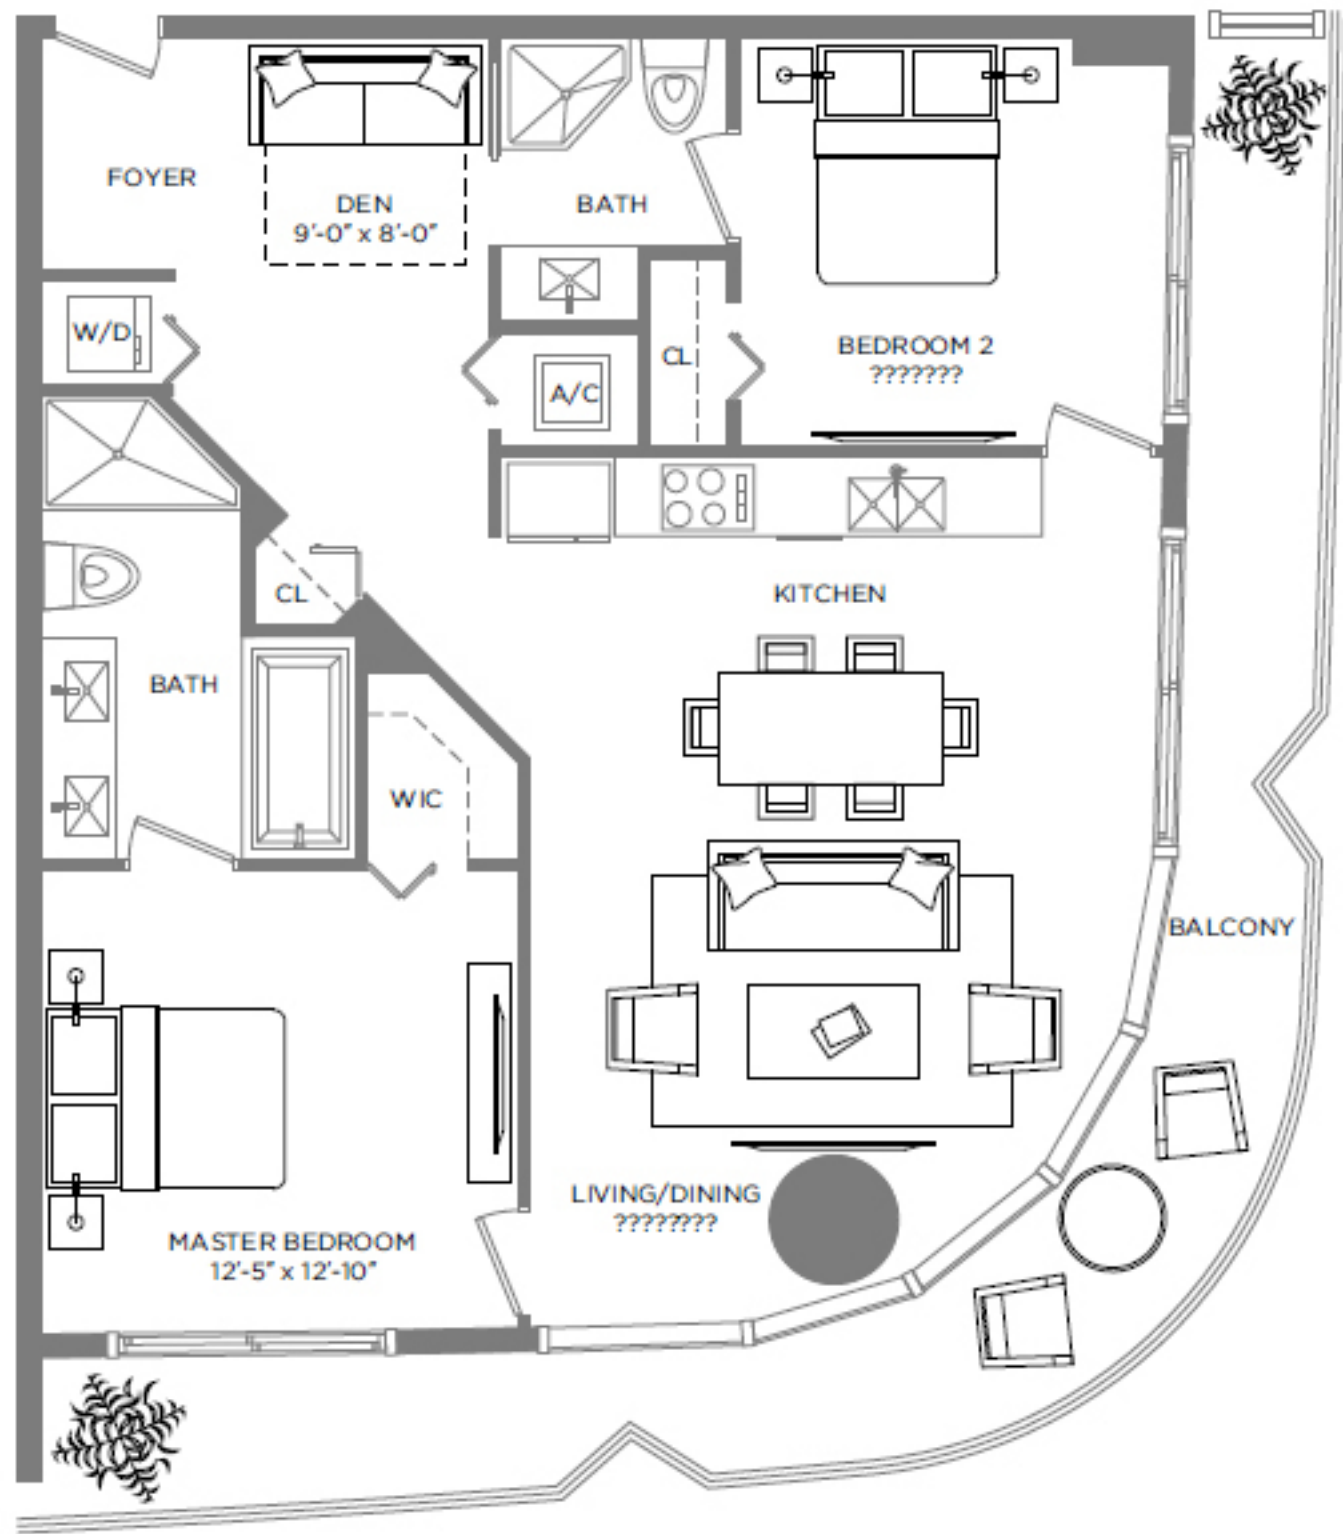 FOYER
DEN
9'-0" x 8'-0"
BATH
W/D
A/C
CL
BEDROOM 2
???????
CL
KITCHEN
BATH
WIC
BALCONY
LIVING/DINING
????????
MASTER BEDROOM
12'-5" x 12'-10"